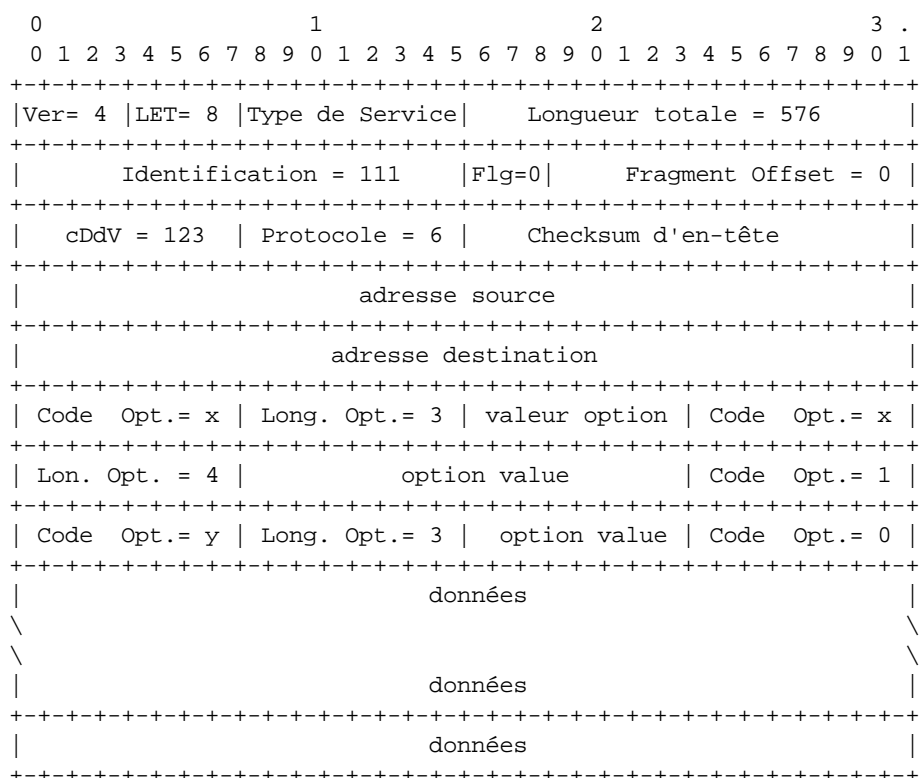 0                   1                   2                   3 .
0 1 2 3 4 5 6 7 8 9 0 1 2 3 4 5 6 7 8 9 0 1 2 3 4 5 6 7 8 9 0 1
+-+-+-+-+-+-+-+-+-+-+-+-+-+-+-+-+-+-+-+-+-+-+-+-+-+-+-+-+-+-+-+-+
|Ver= 4 |LET= 8 |Type de Service|    Longueur totale = 576      |
+-+-+-+-+-+-+-+-+-+-+-+-+-+-+-+-+-+-+-+-+-+-+-+-+-+-+-+-+-+-+-+-+
|       Identification = 111    |Flg=0|     Fragment Offset = 0 |
+-+-+-+-+-+-+-+-+-+-+-+-+-+-+-+-+-+-+-+-+-+-+-+-+-+-+-+-+-+-+-+-+
|   cDdV = 123  | Protocole = 6 |    Checksum d'en-tête         |
+-+-+-+-+-+-+-+-+-+-+-+-+-+-+-+-+-+-+-+-+-+-+-+-+-+-+-+-+-+-+-+-+
|                        adresse source                         |
+-+-+-+-+-+-+-+-+-+-+-+-+-+-+-+-+-+-+-+-+-+-+-+-+-+-+-+-+-+-+-+-+
|                      adresse destination                      |
+-+-+-+-+-+-+-+-+-+-+-+-+-+-+-+-+-+-+-+-+-+-+-+-+-+-+-+-+-+-+-+-+
| Code  Opt.= x | Long. Opt.= 3 | valeur option | Code  Opt.= x |
+-+-+-+-+-+-+-+-+-+-+-+-+-+-+-+-+-+-+-+-+-+-+-+-+-+-+-+-+-+-+-+-+
| Lon. Opt. = 4 |           option value        | Code  Opt.= 1 |
+-+-+-+-+-+-+-+-+-+-+-+-+-+-+-+-+-+-+-+-+-+-+-+-+-+-+-+-+-+-+-+-+
| Code  Opt.= y | Long. Opt.= 3 |  option value | Code  Opt.= 0 |
+-+-+-+-+-+-+-+-+-+-+-+-+-+-+-+-+-+-+-+-+-+-+-+-+-+-+-+-+-+-+-+-+
|                             données                           |
\                                                               \
\                                                               \
|                             données                           |
+-+-+-+-+-+-+-+-+-+-+-+-+-+-+-+-+-+-+-+-+-+-+-+-+-+-+-+-+-+-+-+-+
|                             données                           |
+-+-+-+-+-+-+-+-+-+-+-+-+-+-+-+-+-+-+-+-+-+-+-+-+-+-+-+-+-+-+-+-+